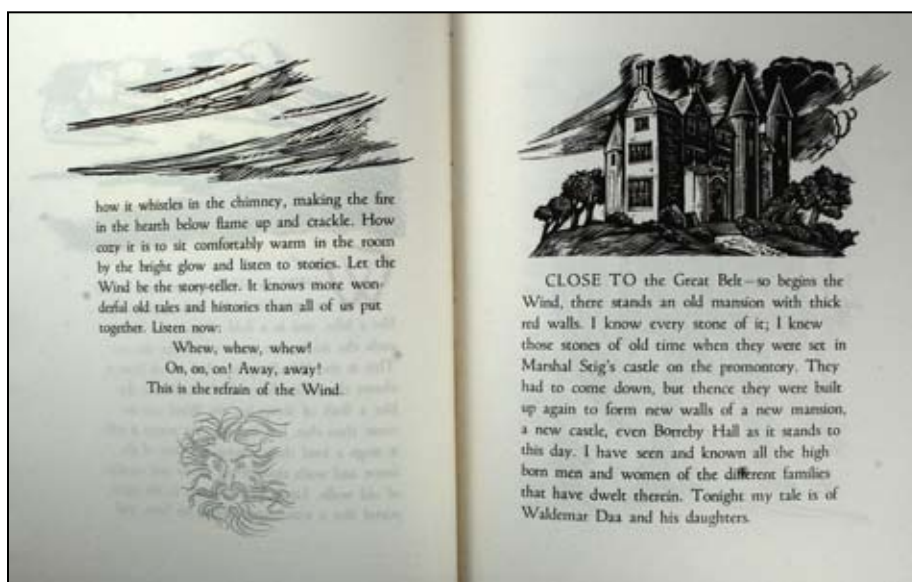 how it whistles in the chimney, making the fire
in the hearth below flame up and crackle. How
cozy it is to sit comfortably warm in the room
by the bright glow and listen to stories. Let the
Wind be the story-teller. It knows more won-
derful old tales and histories than all of us put
together. Listen now:
Whew, whew, whew!
On, on, on! Away, away!
This is the refrain of the Wind.
CLOSE TO the Great Belt—so begins the
Wind, there stands an old mansion with thick
red walls. I know every stone of it; I knew
those stones of old time when they were set in
Marshal Stig's castle on the promontory. They
had to come down, but thence they were built
up again to form new walls of a new mansion,
a new castle, even Borreby Hall as it stands to
this day. I have seen and known all the high
born men and women of the different families
that have dwelt therein. Tonight my tale is of
Waldemar Daa and his daughters.